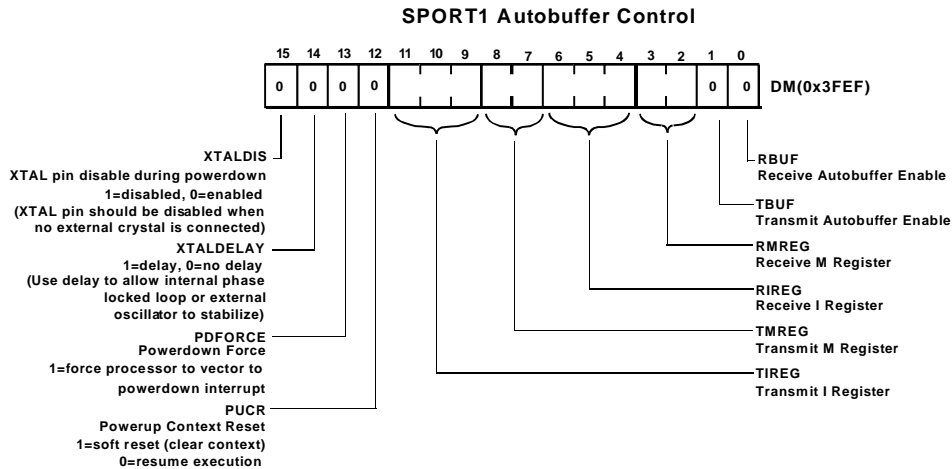 SPORT1 Autobuffer Control
15 14 13 12 11 10 9 8 7 6 5 4 3 2 1 0
0 0 0 0 0 0 DM(0x3FEF)
XTALDIS
XTAL pin disable during powerdown
1=disabled, 0=enabled
(XTAL pin should be disabled when
no external crystal is connected)
XTALDELAY
1=delay, 0=no delay
(Use delay to allow internal phase
locked loop or external
oscillator to stabilize)
PDFORCE
Powerdown Force
1=force processor to vector to
powerdown interrupt
PUCR
Powerup Context Reset
1=soft reset (clear context)
0=resume execution
RBUF
Receive Autobuffer Enable
TBUF
Transmit Autobuffer Enable
RMREG
Receive M Register
RIREG
Receive I Register
TMREG
Transmit M Register
TIREG
Transmit I Register